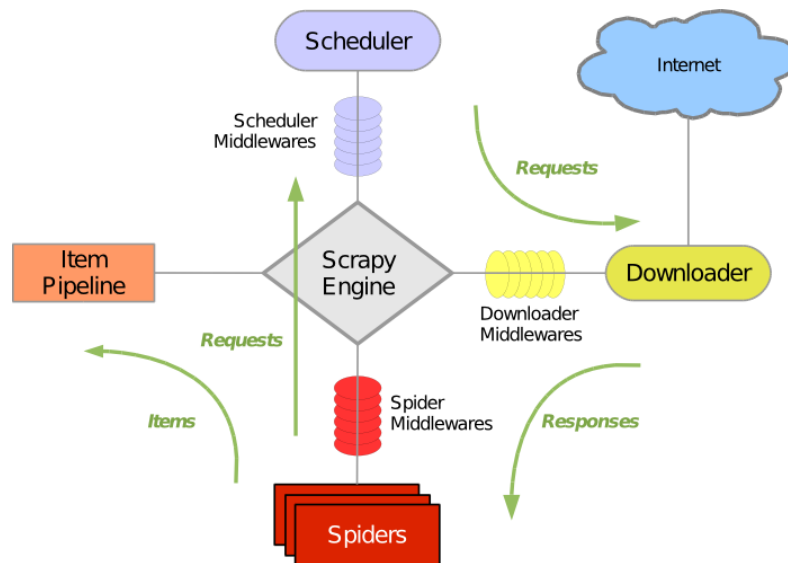 Scheduler
Internet
Scheduler
Middlewares
Requests
Item
Pipeline
Scrapy
Engine
Downloader
Downloader
Middlewares
Requests
Items
Spider
Middlewares
Responses
Spiders